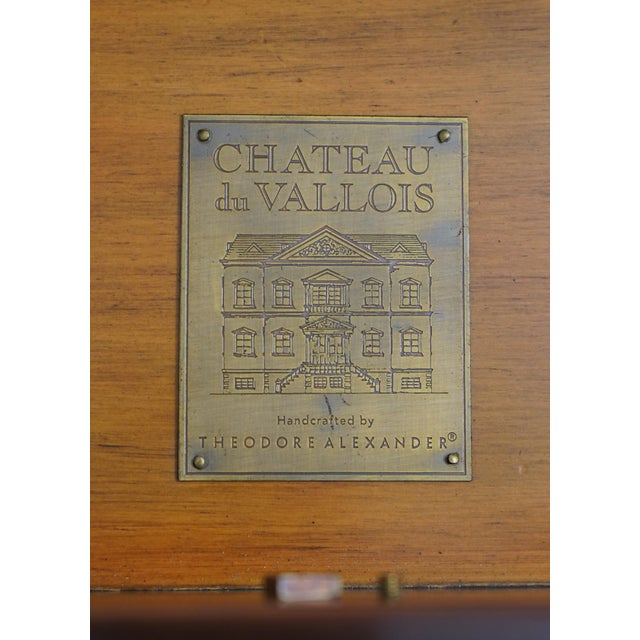 CHATEAU
du VALLOIS
Handcrafted by
THEODORE ALEXANDER®